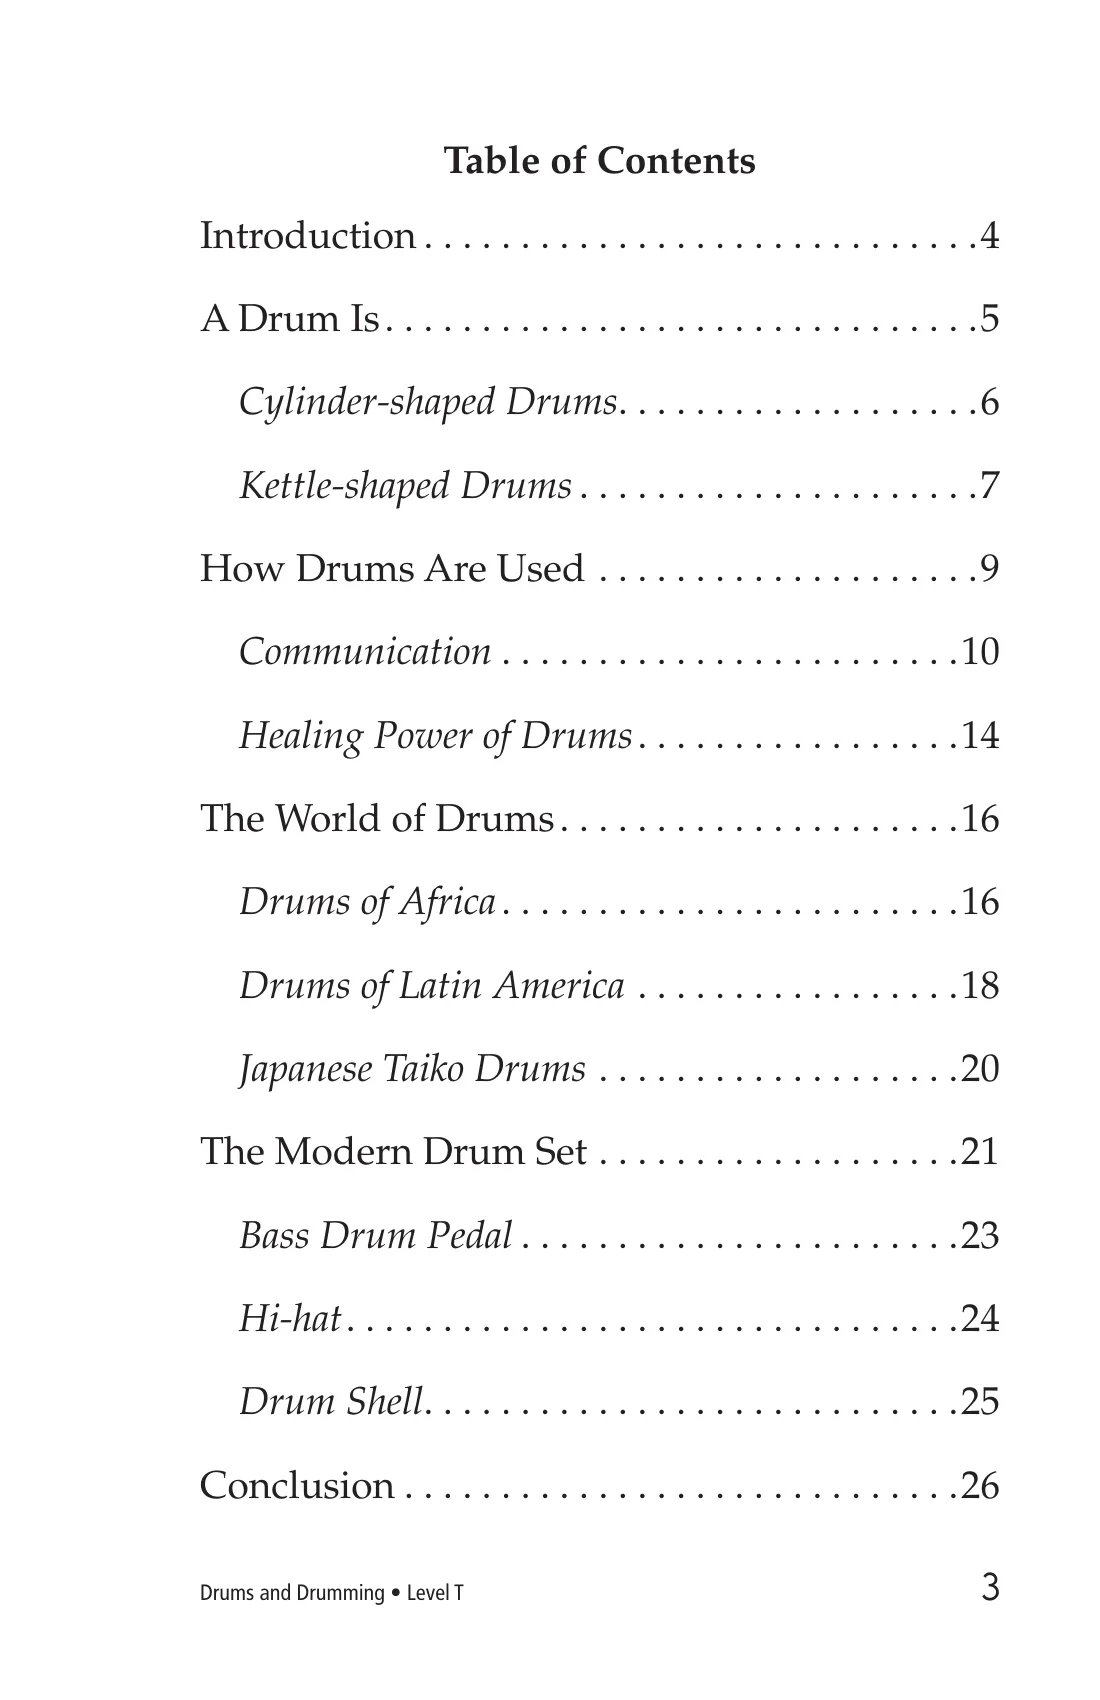 Table of Contents
Introduction . . . . . . . . . . . . . . . . . . . . . . . . . . . . .4
A Drum Is . . . . . . . . . . . . . . . . . . . . . . . . . . . . . . .5
Cylinder-shaped Drums. . . . . . . . . . . . . . . . . . .6
Kettle-shaped Drums . . . . . . . . . . . . . . . . . . . . .7
How Drums Are Used . . . . . . . . . . . . . . . . . . . .9
Communication . . . . . . . . . . . . . . . . . . . . . . . .10
Healing Power of Drums . . . . . . . . . . . . . . . . .14
The World of Drums . . . . . . . . . . . . . . . . . . . . .16
Drums of Africa . . . . . . . . . . . . . . . . . . . . . . . .16
Drums of Latin America . . . . . . . . . . . . . . . . .18
Japanese Taiko Drums . . . . . . . . . . . . . . . . . . .20
The Modern Drum Set . . . . . . . . . . . . . . . . . . .21
Bass Drum Pedal . . . . . . . . . . . . . . . . . . . . . . .23
Hi-hat . . . . . . . . . . . . . . . . . . . . . . . . . . . . . . . .24
Drum Shell. . . . . . . . . . . . . . . . . . . . . . . . . . . .25
Conclusion . . . . . . . . . . . . . . . . . . . . . . . . . . . . .26
Drums and Drumming • Level T 3